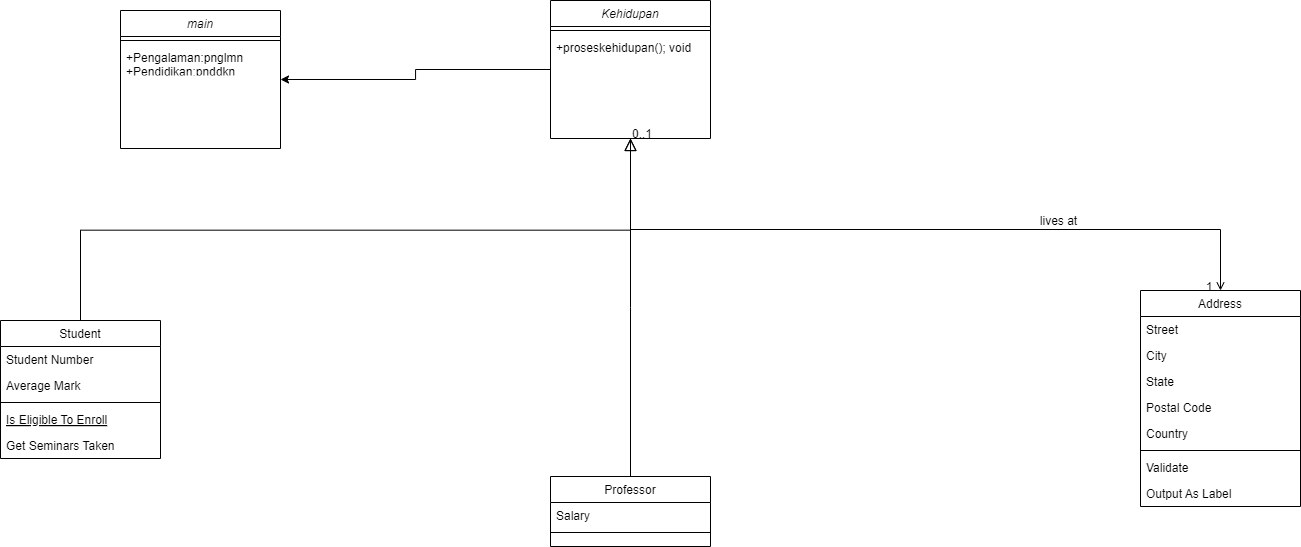 main
+Pengalaman:pnglmn
+Pendidikan:pnddkn
Kehidupan
+proseskehidupan(); void
0..1
lives at
1
Student
Student Number
Average Mark
Is Eligible To Enroll
Get Seminars Taken
Professor
Salary
Address
Street
City
State
Postal Code
Country
Validate
Output As Label